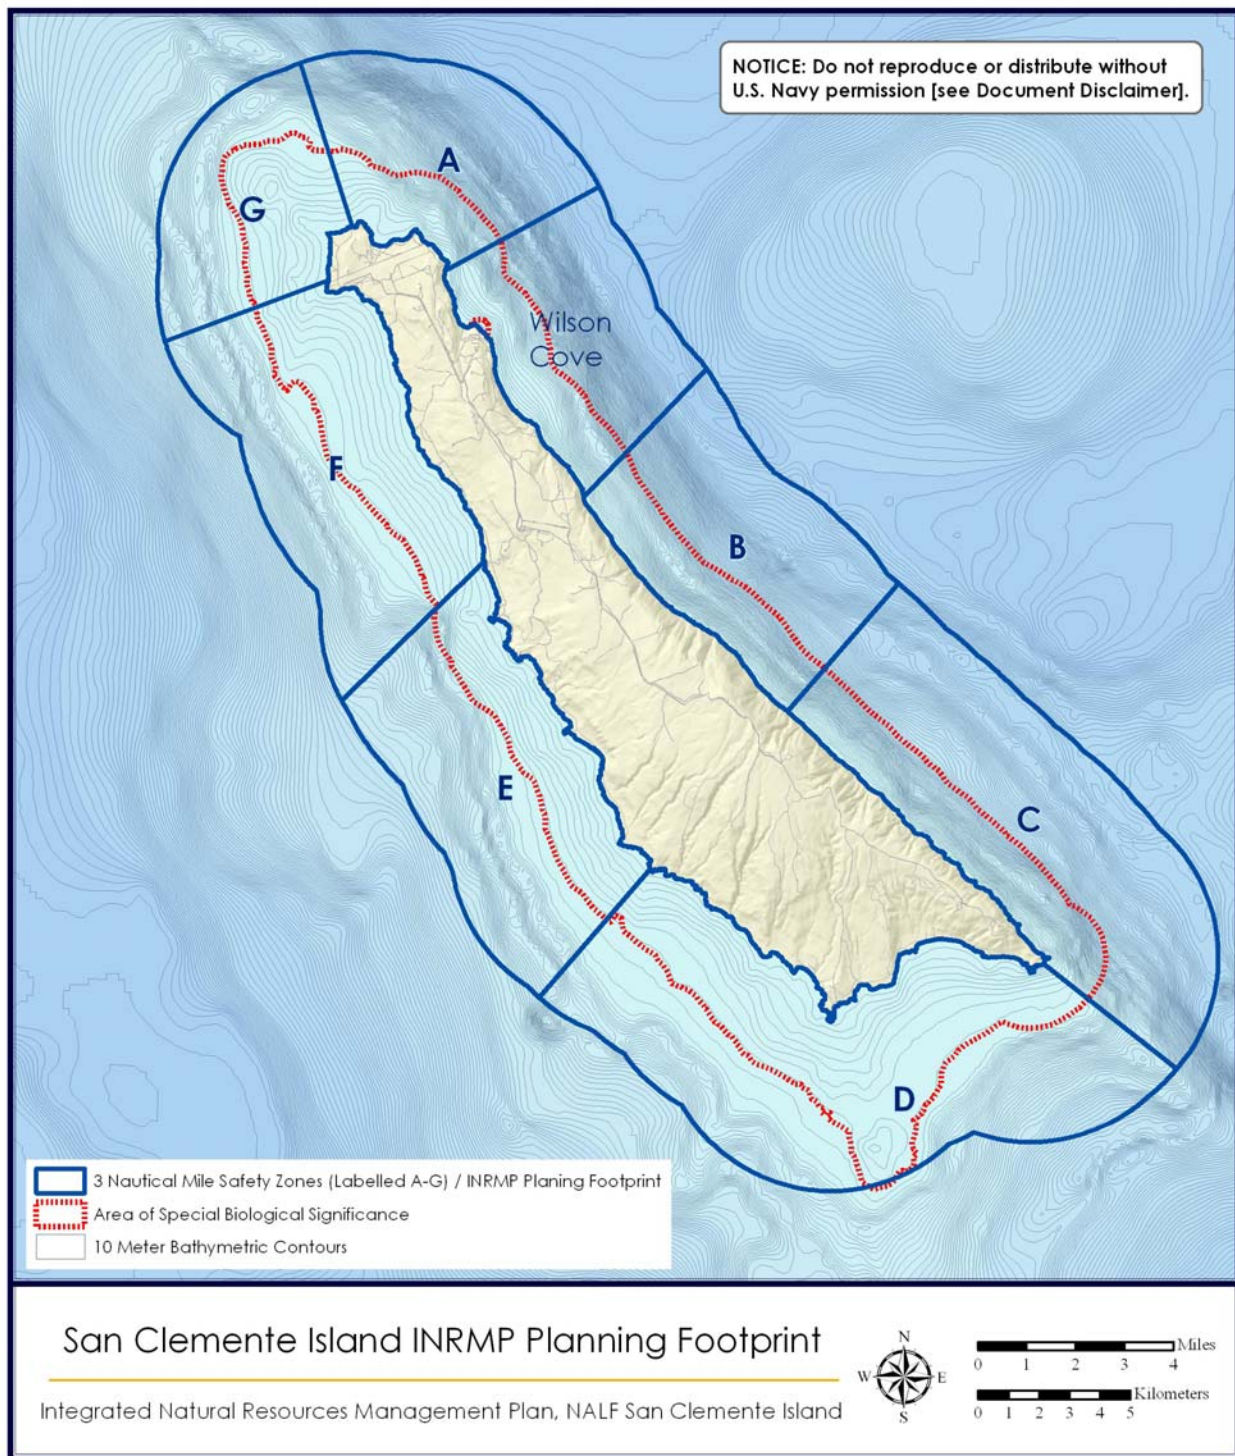 NOTICE: Do not reproduce or distribute without
U.S. Navy permission [see Document Disclaimer].
A
G
Wilson
Cove
F
B
E
C
D
3 Nautical Mile Safety Zones (Labelled A-G) / INRMP Planing Footprint
Area of Special Biological Significance
10 Meter Bathymetric Contours
San Clemente Island INRMP Planning Footprint
Integrated Natural Resources Management Plan, NALF San Clemente Island
N
W E
S
Miles
0 1 2 3 4
Kilometers
0 1 2 3 4 5